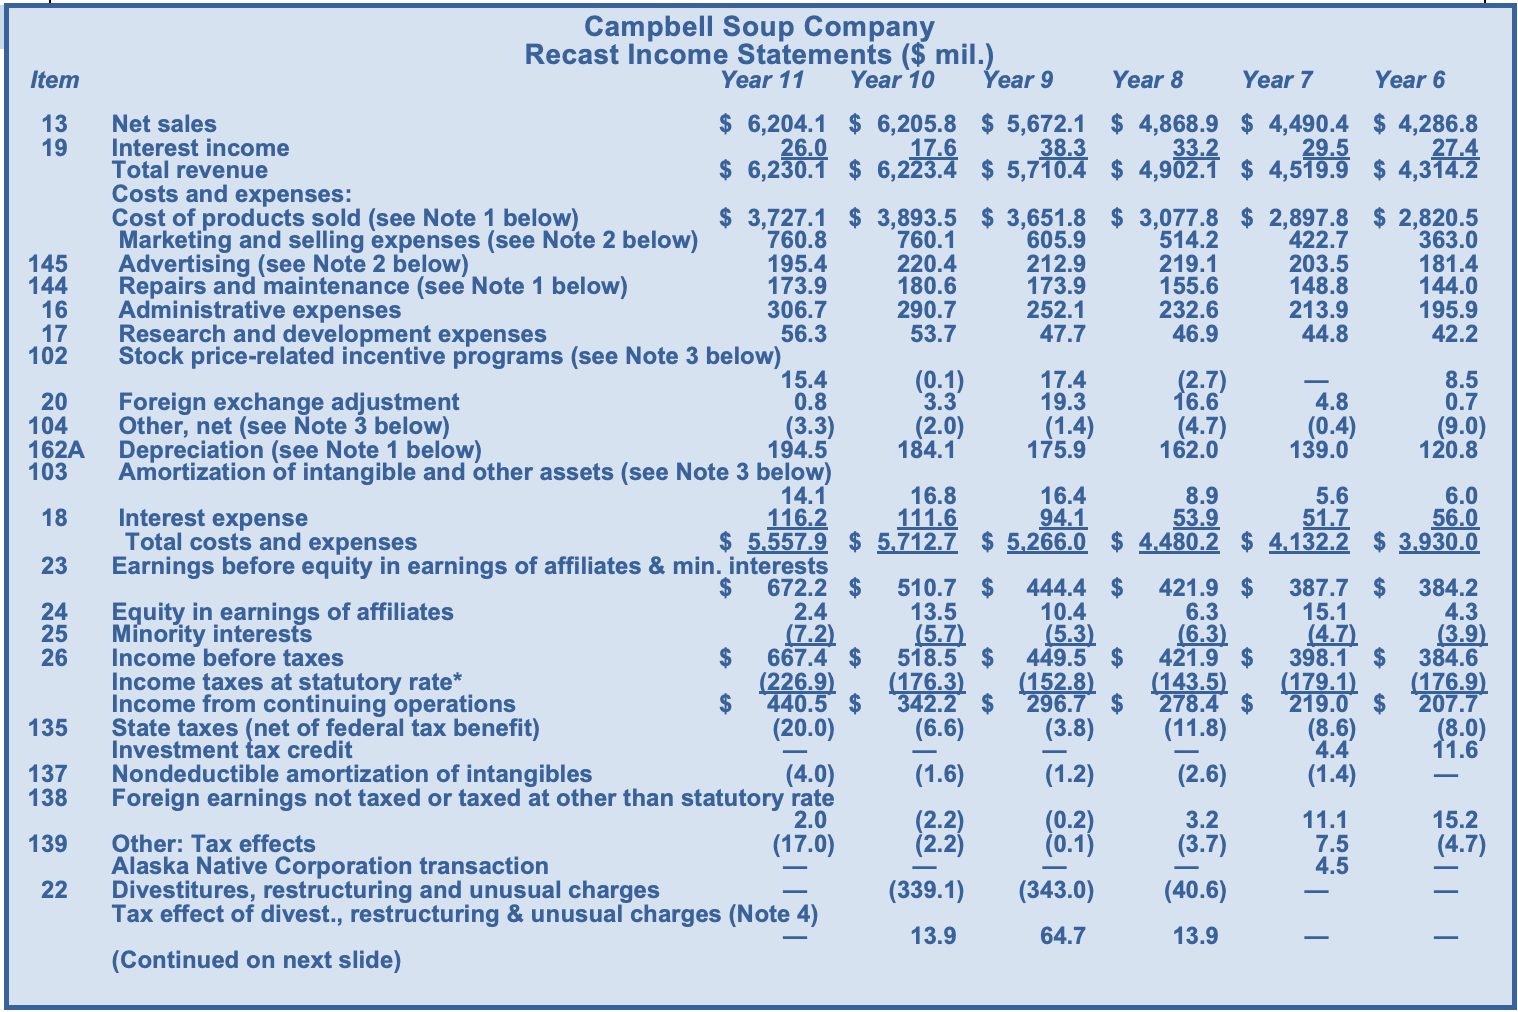 Campbell Soup Company
Recast Income Statements ($ mil.)
Item Year 11 Year 10 Year 9 Year 8 Year 7 Year 6
13 Net sales $ 6,204.1 $ 6,205.8 $ 5,672.1 $ 4,868.9 $ 4,490.4 $ 4,286.8
19 Interest income 26.0 17.6 38.3 33.2 29.5 27.4
Total revenue $ 6,230.1 $ 6,223.4 $ 5,710.4 $ 4,902.1 $ 4,519.9 $ 4,314.2
Costs and expenses:
Cost of products sold (see Note 1 below) $ 3,727.1 $ 3,893.5 $ 3,651.8 $ 3,077.8 $ 2,897.8 $ 2,820.5
Marketing and selling expenses (see Note 2 below) 760.8 760.1 605.9 514.2 422.7 363.0
145 Advertising (see Note 2 below) 195.4 220.4 212.9 219.1 203.5 181.4
144 Repairs and maintenance (see Note 1 below) 173.9 180.6 173.9 155.6 148.8 144.0
16 Administrative expenses 306.7 290.7 252.1 232.6 213.9 195.9
17 Research and development expenses 56.3 53.7 47.7 46.9 44.8 42.2
102 Stock price-related incentive programs (see Note 3 below)
15.4 (0.1) 17.4 (2.7) — 8.5
20 Foreign exchange adjustment 0.8 3.3 19.3 16.6 4.8 0.7
104 Other, net (see Note 3 below) (3.3) (2.0) (1.4) (4.7) (0.4) (9.0)
162A Depreciation (see Note 1 below) 194.5 184.1 175.9 162.0 139.0 120.8
103 Amortization of intangible and other assets (see Note 3 below)
14.1 16.8 16.4 8.9 5.6 6.0
18 Interest expense 116.2 111.6 94.1 53.9 51.7 56.0
Total costs and expenses $ 5,557.9 $ 5,712.7 $ 5,266.0 $ 4,480.2 $ 4,132.2 $ 3,930.0
23 Earnings before equity in earnings of affiliates & min. interests
$ 672.2 $ 510.7 $ 444.4 $ 421.9 $ 387.7 $ 384.2
24 Equity in earnings of affiliates 2.4 13.5 10.4 6.3 15.1 4.3
25 Minority interests (7.2) (5.7) (5.3) (6.3) (4.7) (3.9)
26 Income before taxes $ 667.4 $ 518.5 $ 449.5 $ 421.9 $ 398.1 $ 384.6
Income taxes at statutory rate* (226.9) (176.3) (152.8) (143.5) (179.1) (176.9)
Income from continuing operations $ 440.5 $ 342.2 $ 296.7 $ 278.4 $ 219.0 $ 207.7
135 State taxes (net of federal tax benefit) (20.0) (6.6) (3.8) (11.8) (8.6) (8.0)
Investment tax credit — — — — 4.4 11.6
137 Nondeductible amortization of intangibles (4.0) (1.6) (1.2) (2.6) (1.4) —
138 Foreign earnings not taxed or taxed at other than statutory rate
2.0 (2.2) (0.2) 3.2 11.1 15.2
139 Other: Tax effects (17.0) (2.2) (0.1) (3.7) 7.5 (4.7)
Alaska Native Corporation transaction — — — — 4.5 —
22 Divestitures, restructuring and unusual charges — (339.1) (343.0) (40.6) — —
Tax effect of divest., restructuring & unusual charges (Note 4)
— 13.9 64.7 13.9 — —
(Continued on next slide)